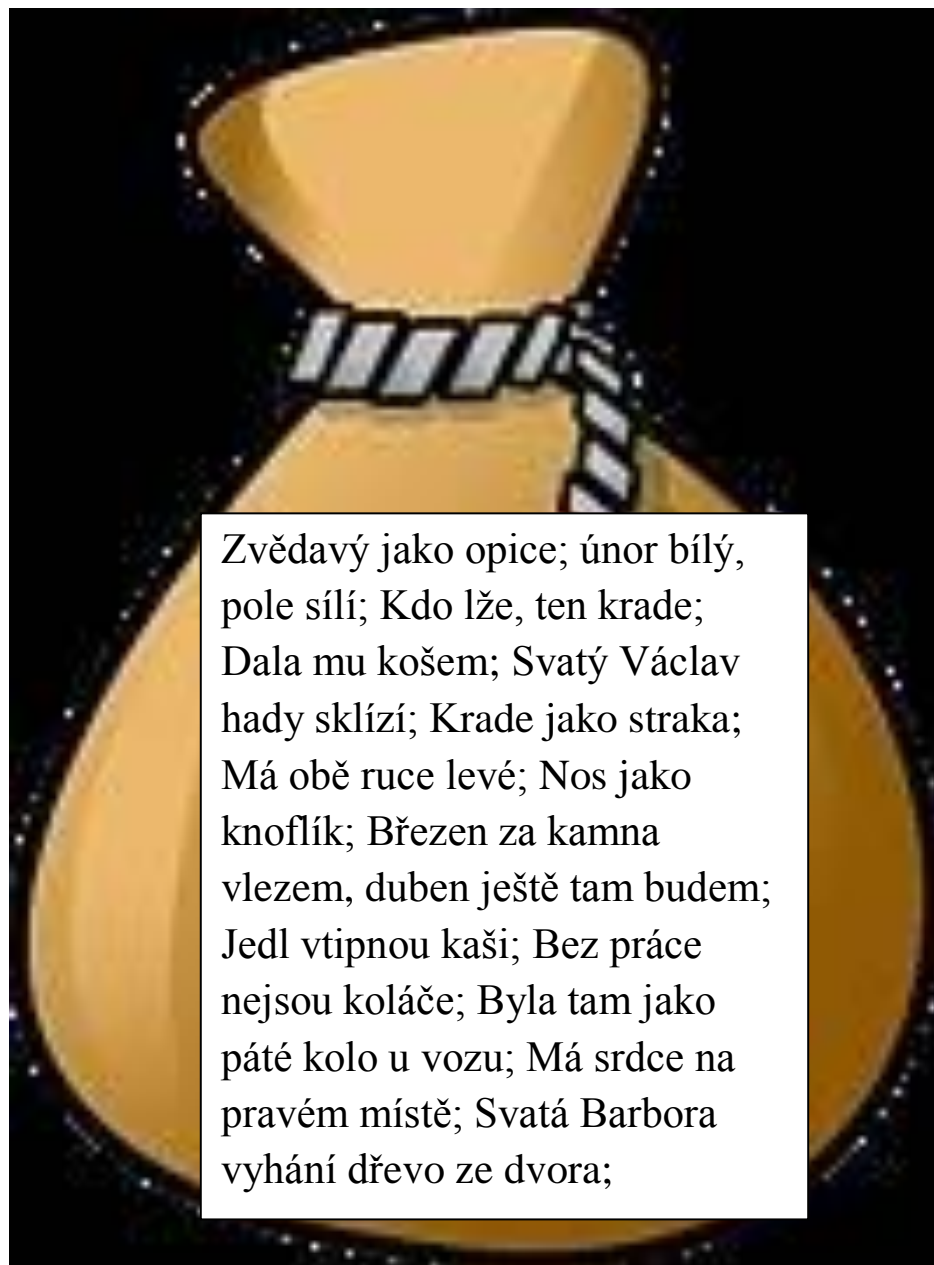 Zvědavý jako opice; únor bílý,
pole sílí; Kdo lže, ten krade;
Dala mu košem; Svatý Václav
hady sklízí; Krade jako straka;
Má obě ruce levé; Nos jako
knoflík; Březen za kamna
vlezem, duben ještě tam budem;
Jedl vtipnou kaši; Bez práce
nejsou koláče; Byla tam jako
páté kolo u vozu; Má srdce na
pravém místě; Svatá Barbora
vyhání dřevo ze dvora;